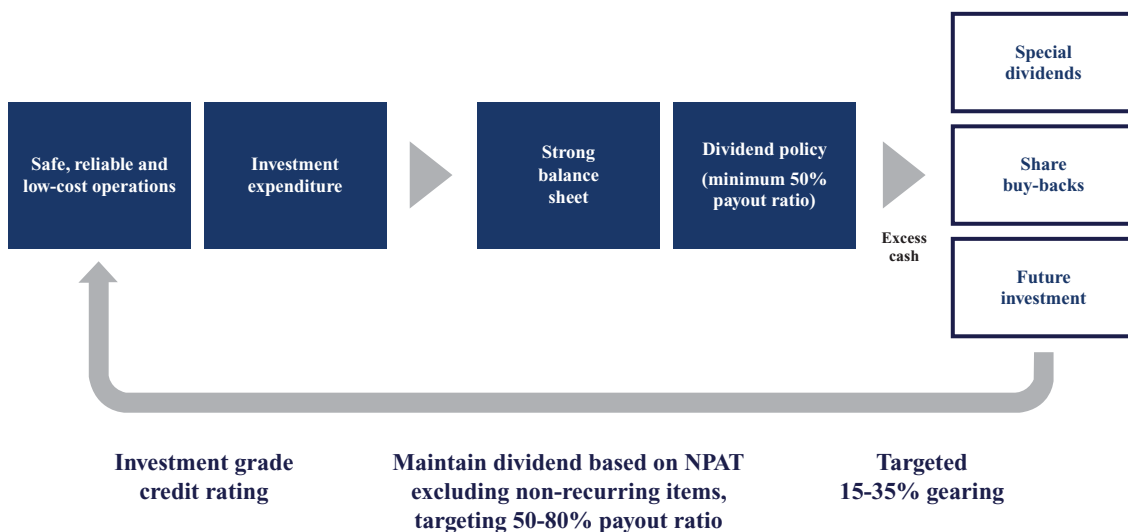 Safe, reliable and
low-cost operations
Investment
expenditure
Strong
balance
sheet
Dividend policy
(minimum 50%
payout ratio)
Excess
cash
Special
dividends
Share
buy-backs
Future
investment
Investment grade
credit rating
Maintain dividend based on NPAT
excluding non-recurring items,
targeting 50-80% payout ratio
Targeted
15-35% gearing